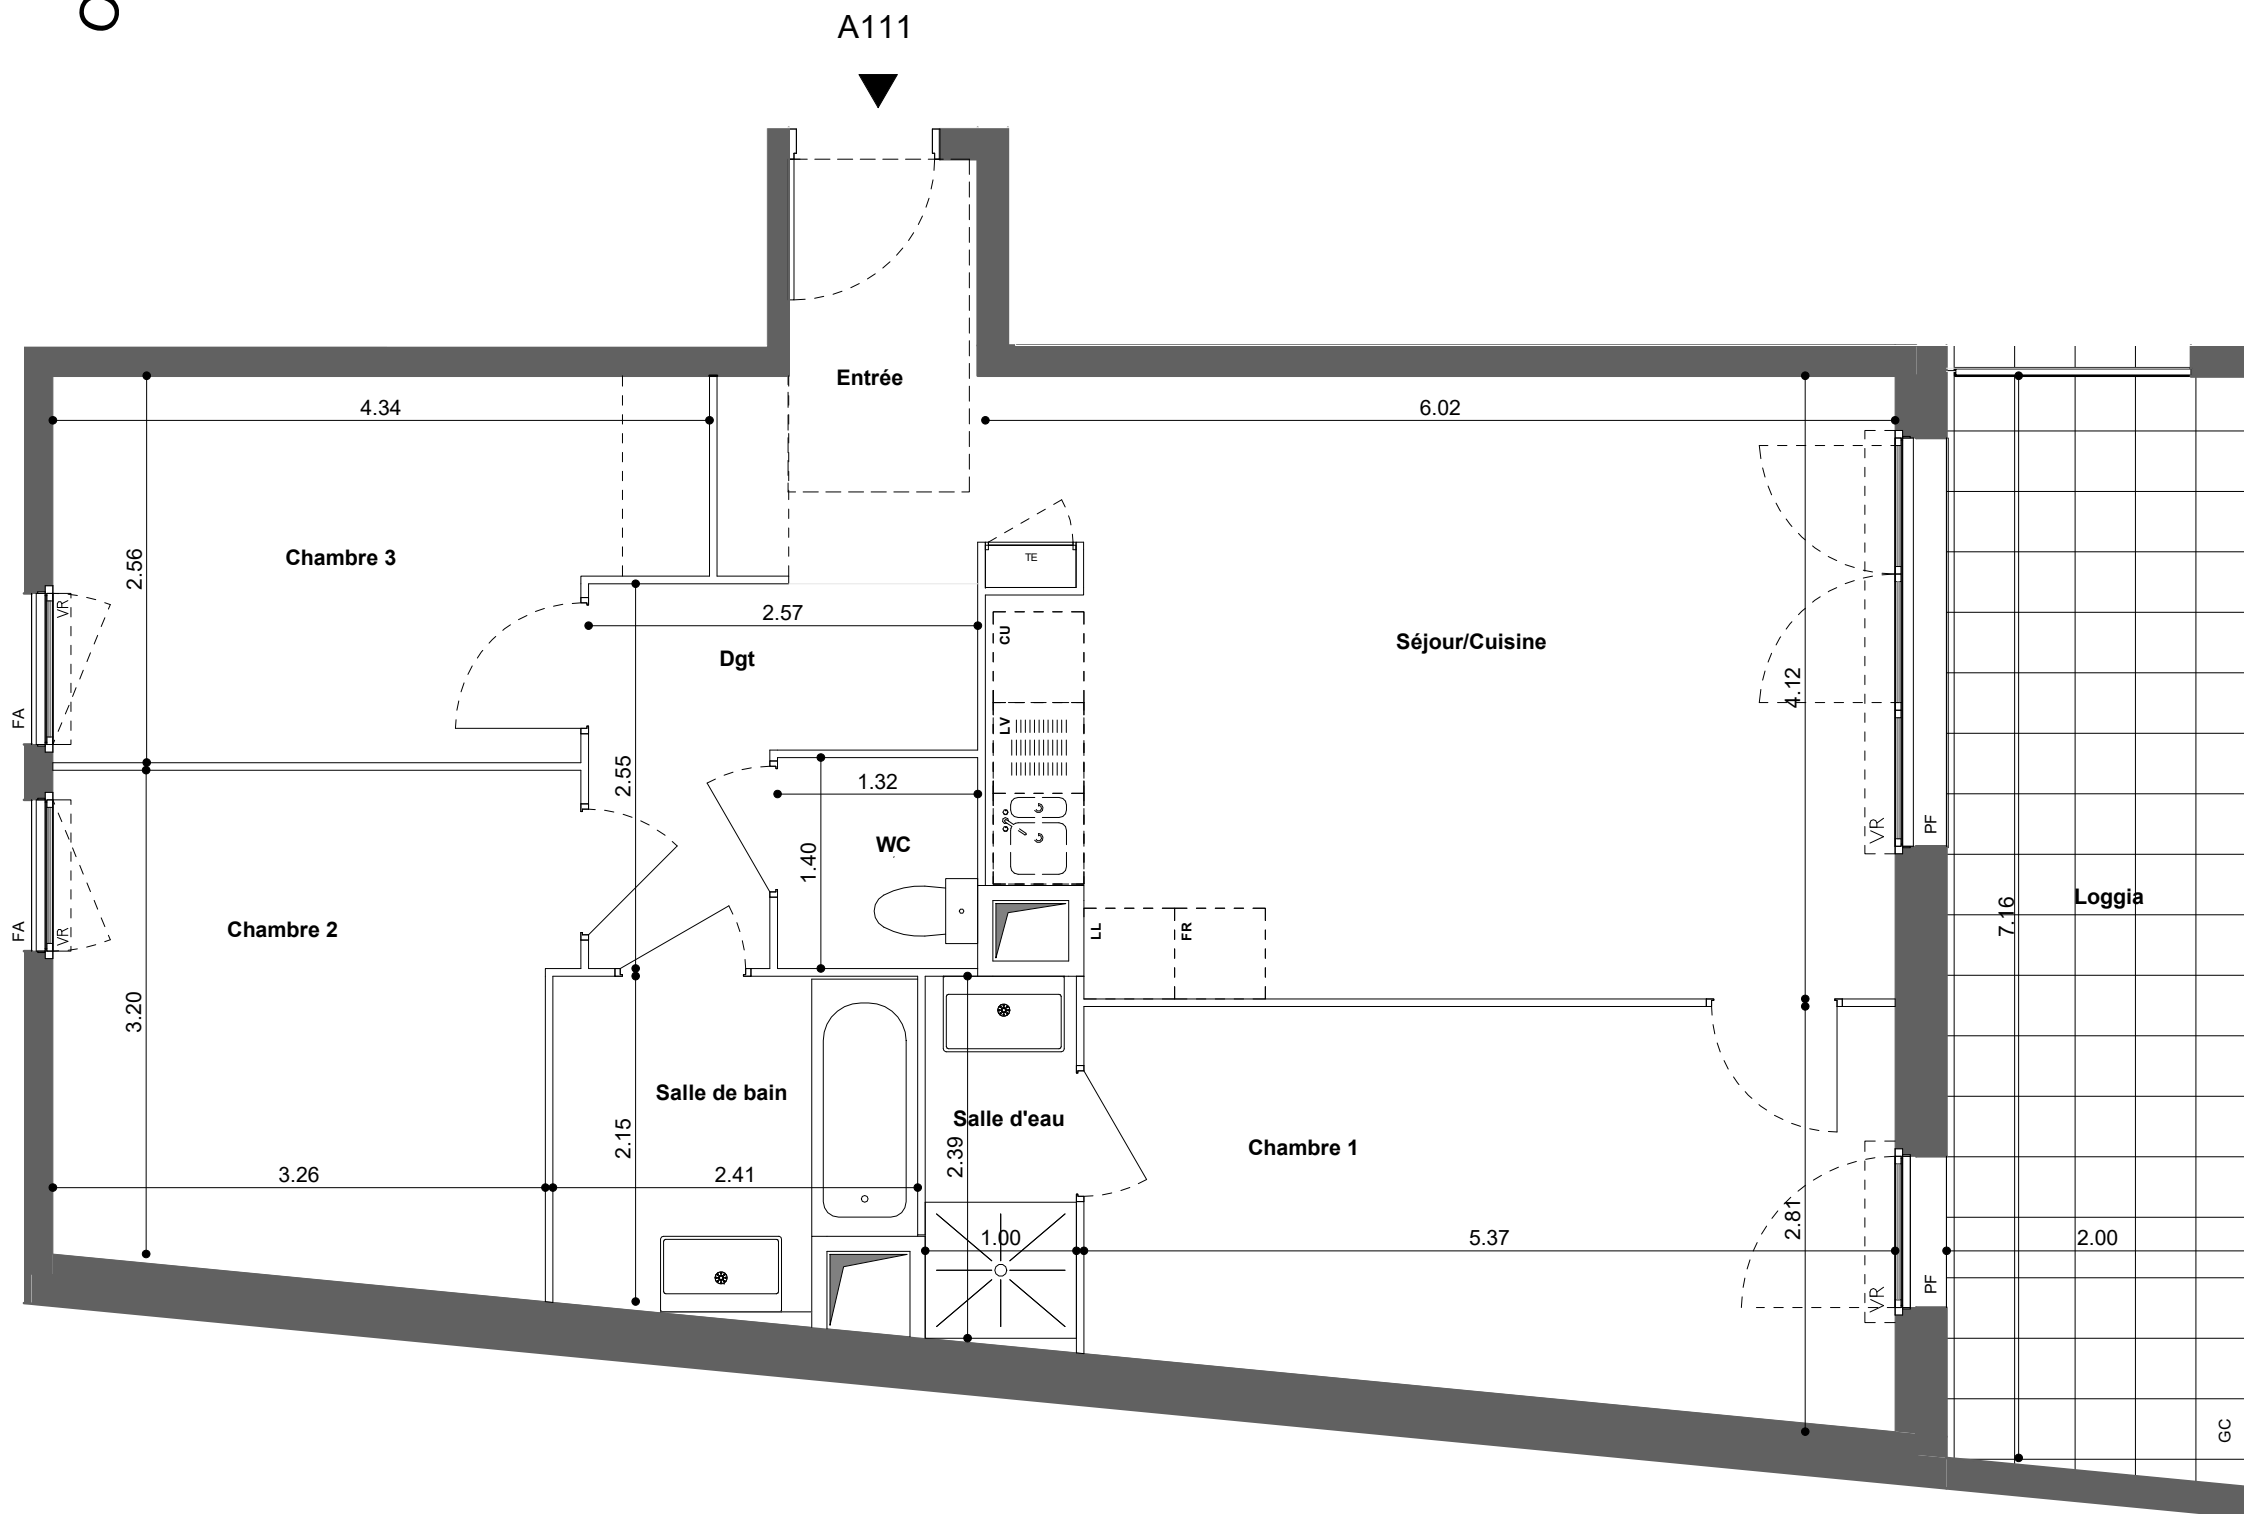 A111
Entrée
4.34
6.02
Chambre 3
2.56
TE
VR
2.57
CU
Séjour/Cuisine
Dgt
4.12
FA
LV
2.55
1.32
WC
1.40
VR
PF
Loggia
7.16
Chambre 2
FA
VR
LL
FR
3.20
Salle de bain
Salle d'eau
2.15
2.39
Chambre 1
3.26
2.41
1.00
5.37
2.81
2.00
VR
PF
GC